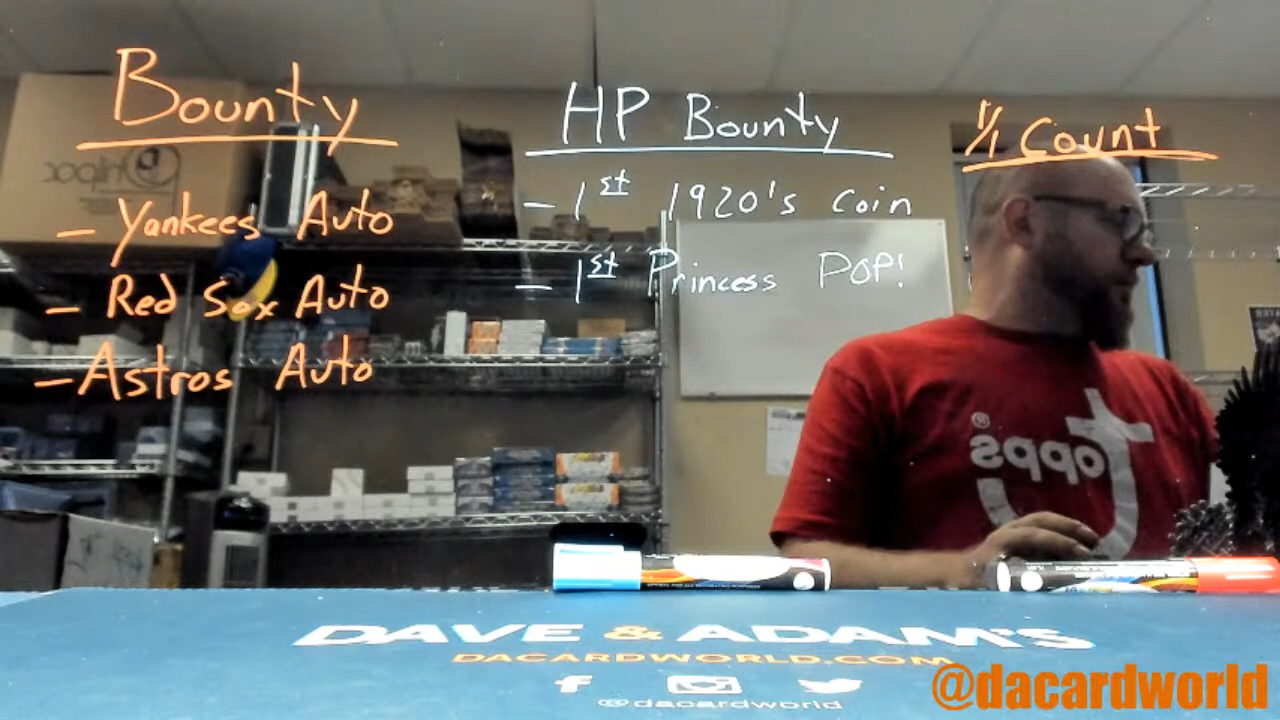 Bounty
- Yankees Auto
- Red Sox Auto
- Astros Auto
HP Bounty
- 1st 1920's coin
- 1st Princess POP!
1/1 Count
Topps®
DAVE & ADAM'S
DACARDWORLD.COM
@dacardworld
@dacardworld